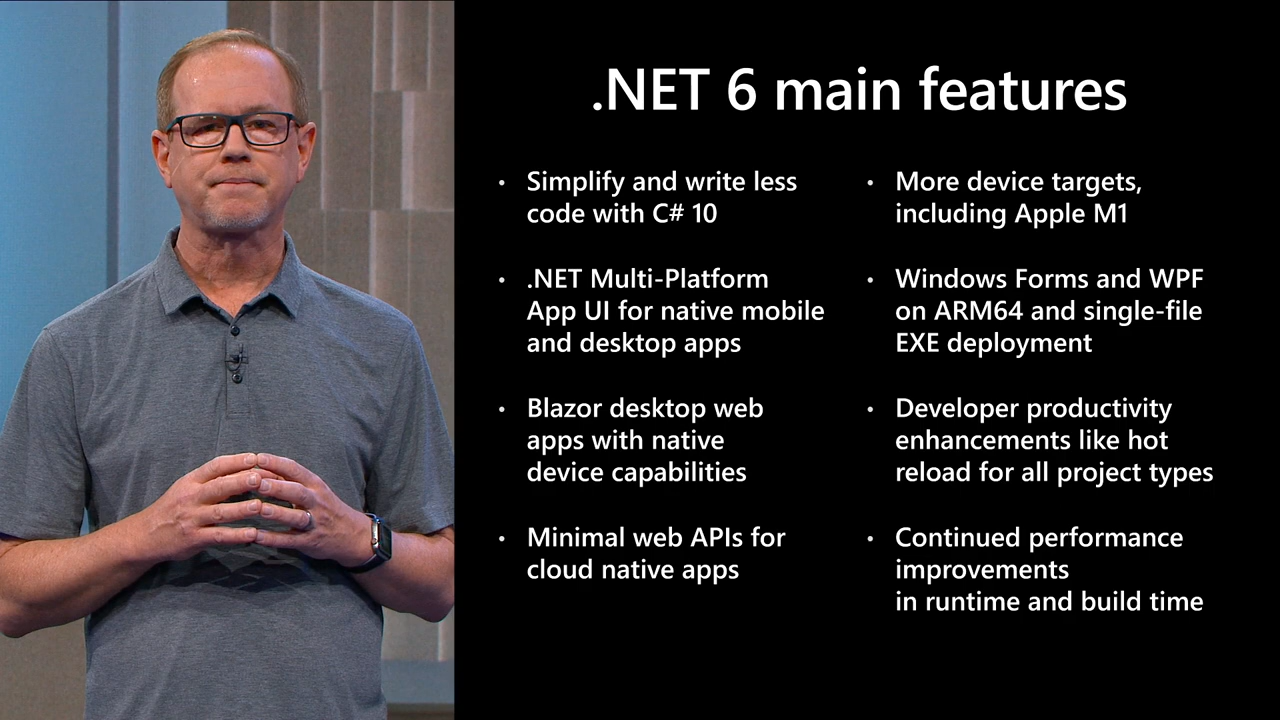 .NET 6 main features
• Simplify and write less
code with C# 10
• .NET Multi-Platform
App UI for native mobile
and desktop apps
• Blazor desktop web
apps with native
device capabilities
• Minimal web APIs for
cloud native apps
• More device targets,
including Apple M1
• Windows Forms and WPF
on ARM64 and single-file
EXE deployment
• Developer productivity
enhancements like hot
reload for all project types
• Continued performance
improvements
in runtime and build time